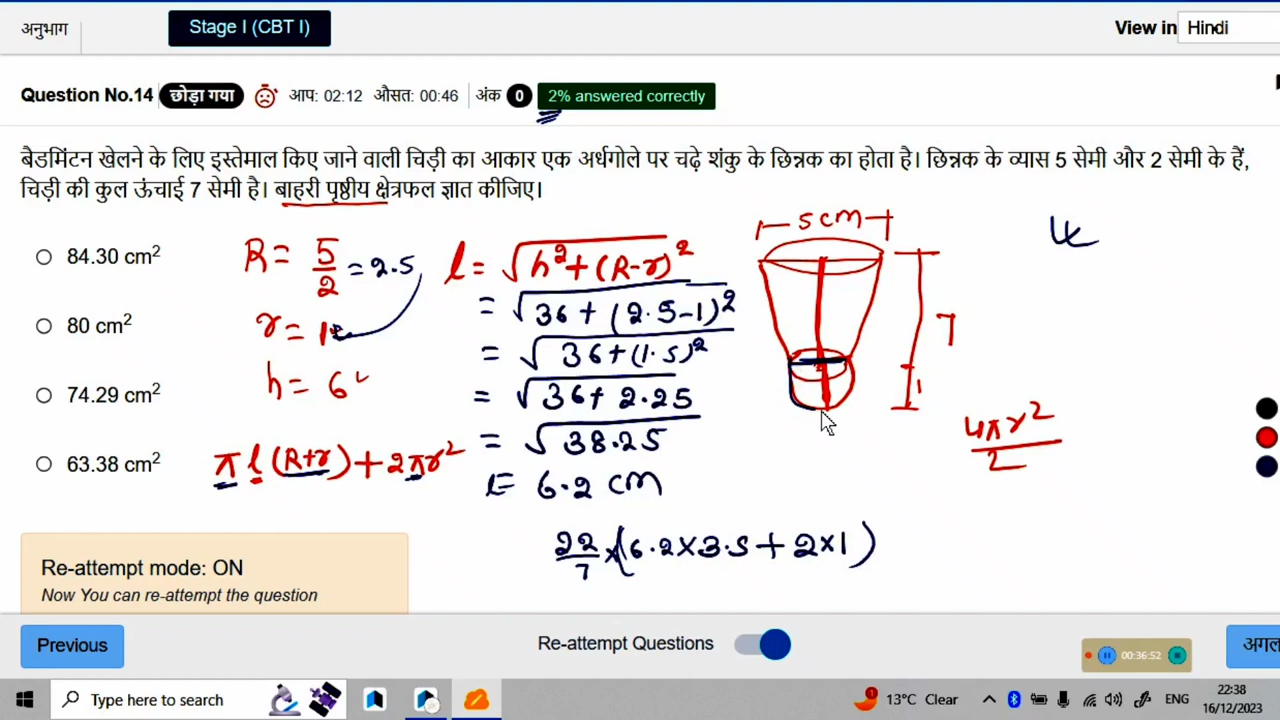 अनुभाग Stage I (CBT I) View in Hindi
Question No.14 छोड़ा गया आप: 02:12 औसत: 00:46 अंक 0 2% answered correctly
बैडमिंटन खेलने के लिए इस्तेमाल किए जाने वाली चिड़ी का आकार एक अर्धगोले पर चढ़े शंकु के छिन्नक का होता है। छिन्नक के व्यास 5 सेमी और 2 सेमी के हैं,
चिड़ी की कुल ऊंचाई 7 सेमी है। बाहरी पृष्ठीय क्षेत्रफल ज्ञात कीजिए।
84.30 cm²
80 cm²
74.29 cm²
63.38 cm²
R = 5/2 = 2.5
r = 1
h = 6
πl(R+r)+2πr²
l = √h²+(R-r)²
= √36+(2.5-1)²
= √36+(1.5)²
= √36+2.25
= √38.25
l= 6.2 cm
22/7 × (6.2×3.5+2×1)
5cm
7
1
4πr²/2
Re-attempt mode: ON
Now You can re-attempt the question
Previous Re-attempt Questions 00:36:52 अगल
Type here to search 1 13°C Clear ENG 22:38
16/12/2023